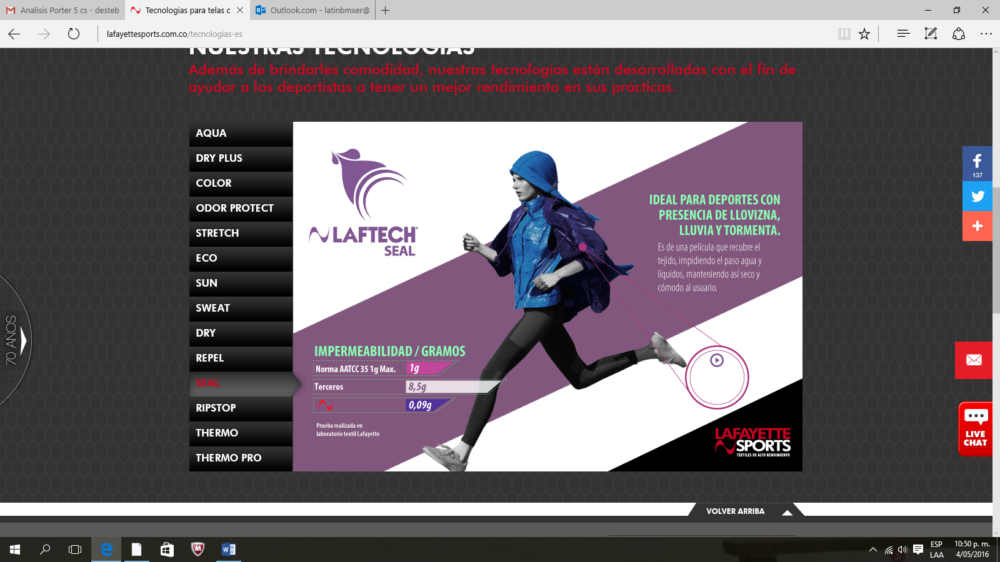 Analisis Porter 5 cs - desteb
Tecnologias para telas c
Outlook.com - latinbmxer@
lafayettesports.com.co/tecnologias-es
NUESTRAS TECNOLOGÍAS
Además de brindarles comodidad, nuestras tecnologías están desarrolladas con el fin de
ayudar a los deportistas a tener un mejor rendimiento en sus prácticas.
AQUA
DRY PLUS
COLOR
ODOR PROTECT
STRETCH
ECO
SUN
SWEAT
DRY
REPEL
SEAL
RIPSTOP
THERMO
THERMO PRO
LAFTECH®
SEAL
IDEAL PARA DEPORTES CON
PRESENCIA DE LLOVIZNA,
LLUVIA Y TORMENTA.
Es de una película que recubre el
tejido, impidiendo el paso agua y
líquidos, manteniendo así seco y
cómodo al usuario.
IMPERMEABILIDAD / GRAMOS
Norma AATCC 35 1g Max. 1g
Terceros 8,5g
0,09g
Prueba realizada en
laboratorio textil Lafayette
LAFAYETTE
SPORTS
TEXTILES DE ALTO RENDIMIENTO
70 AÑOS
137
LIVE
CHAT
VOLVER ARRIBA
ESP
LAA
10:50 p. m.
4/05/2016